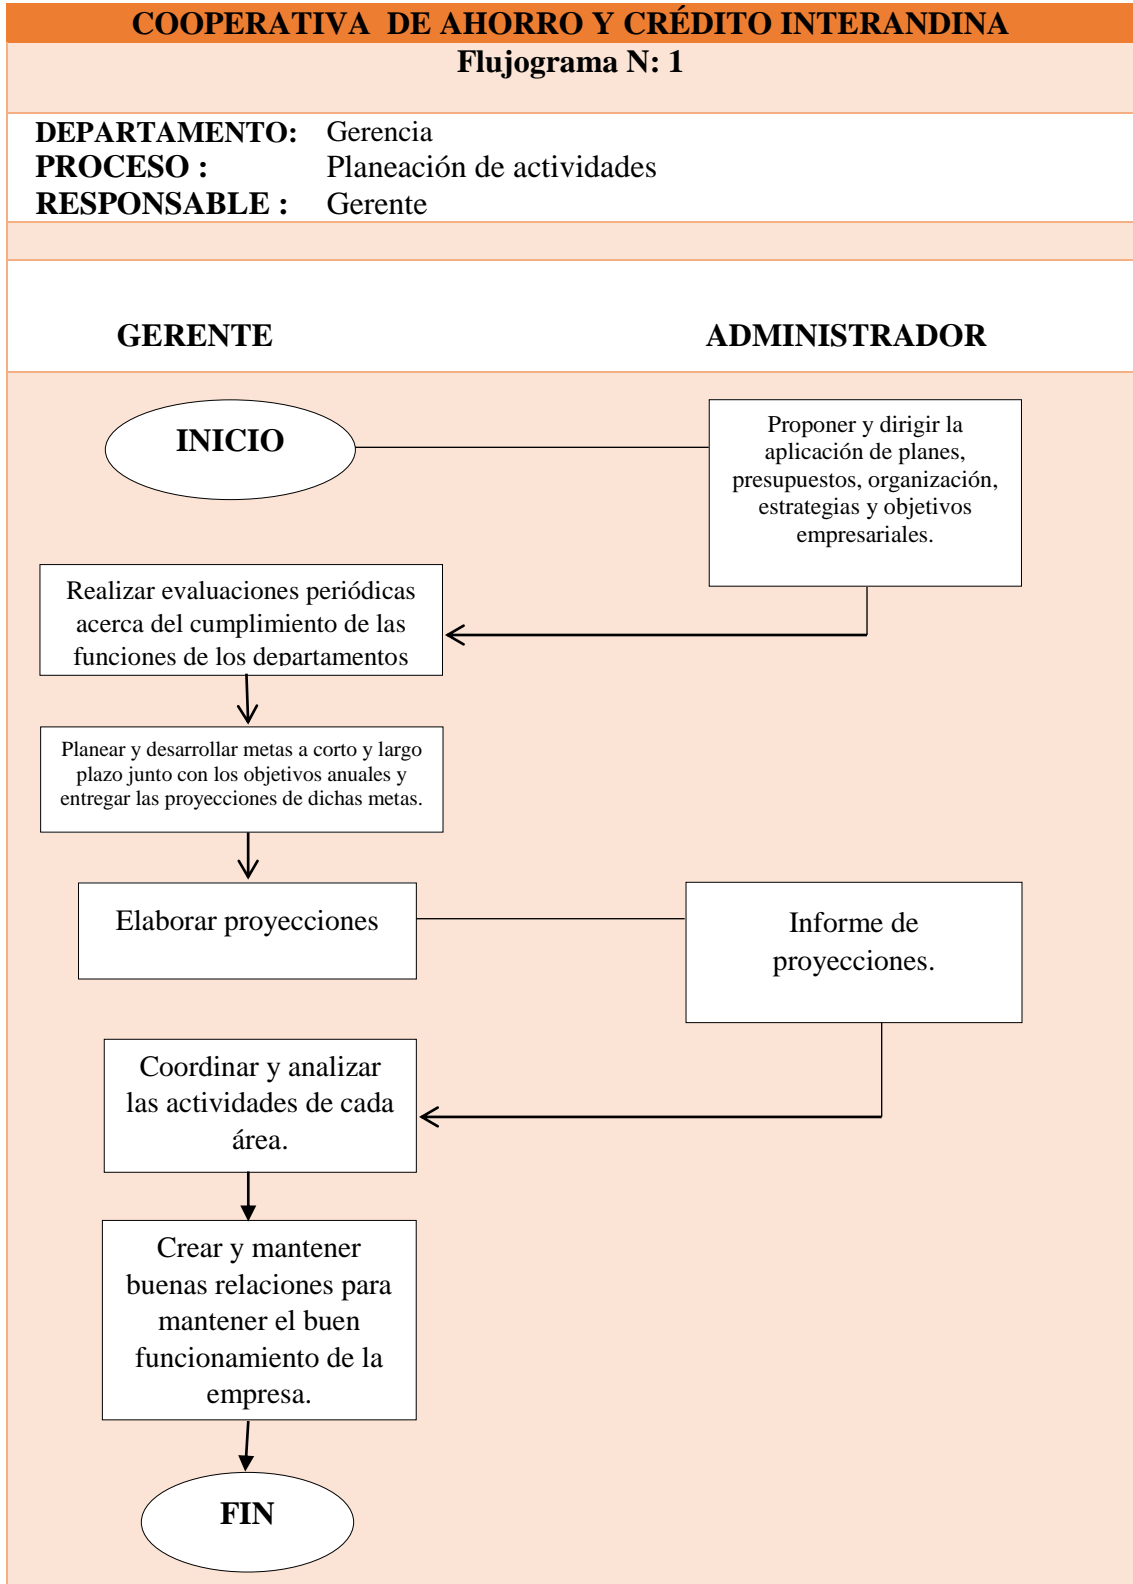 COOPERATIVA DE AHORRO Y CRÉDITO INTERANDINA
Flujograma N: 1
DEPARTAMENTO: Gerencia
PROCESO : Planeación de actividades
RESPONSABLE : Gerente
GERENTE
ADMINISTRADOR
INICIO
Proponer y dirigir la
aplicación de planes,
presupuestos, organización,
estrategias y objetivos
empresariales.
Realizar evaluaciones periódicas
acerca del cumplimiento de las
funciones de los departamentos
Planear y desarrollar metas a corto y largo
plazo junto con los objetivos anuales y
entregar las proyecciones de dichas metas.
Elaborar proyecciones
Informe de
proyecciones.
Coordinar y analizar
las actividades de cada
área.
Crear y mantener
buenas relaciones para
mantener el buen
funcionamiento de la
empresa.
FIN